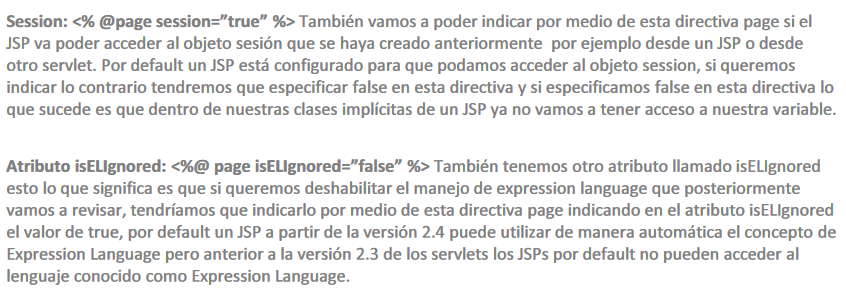 Session: <% @page session=”true” %> También vamos a poder indicar por medio de esta directiva page si el
JSP va poder acceder al objeto sesión que se haya creado anteriormente  por ejemplo desde un JSP o desde
otro servlet. Por default un JSP está configurado para que podamos acceder al objeto session, si queremos
indicar lo contrario tendremos que especificar false en esta directiva y si especificamos false en esta directiva lo
que sucede es que dentro de nuestras clases implícitas de un JSP ya no vamos a tener acceso a nuestra variable.
Atributo isELIgnored: <%@ page isELIgnored=”false” %> También tenemos otro atributo llamado isELIgnored
esto lo que significa es que si queremos deshabilitar el manejo de expression language que posteriormente
vamos a revisar, tendríamos que indicarlo por medio de esta directiva page indicando en el atributo isELIgnored
el valor de true, por default un JSP a partir de la versión 2.4 puede utilizar de manera automática el concepto de
Expression Language pero anterior a la versión 2.3 de los servlets los JSPs por default no pueden acceder al
lenguaje conocido como Expression Language.